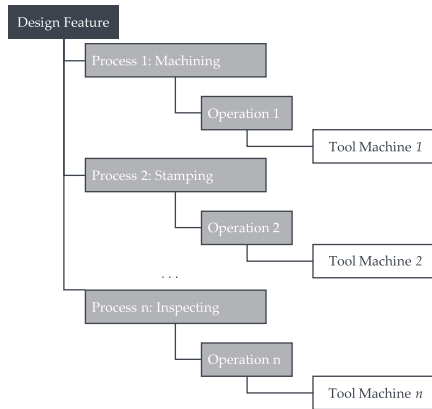 Design Feature
Process 1: Machining
Operation 1
Tool Machine 1
Process 2: Stamping
Operation 2
Tool Machine 2
. . .
Process n: Inspecting
Operation n
Tool Machine n